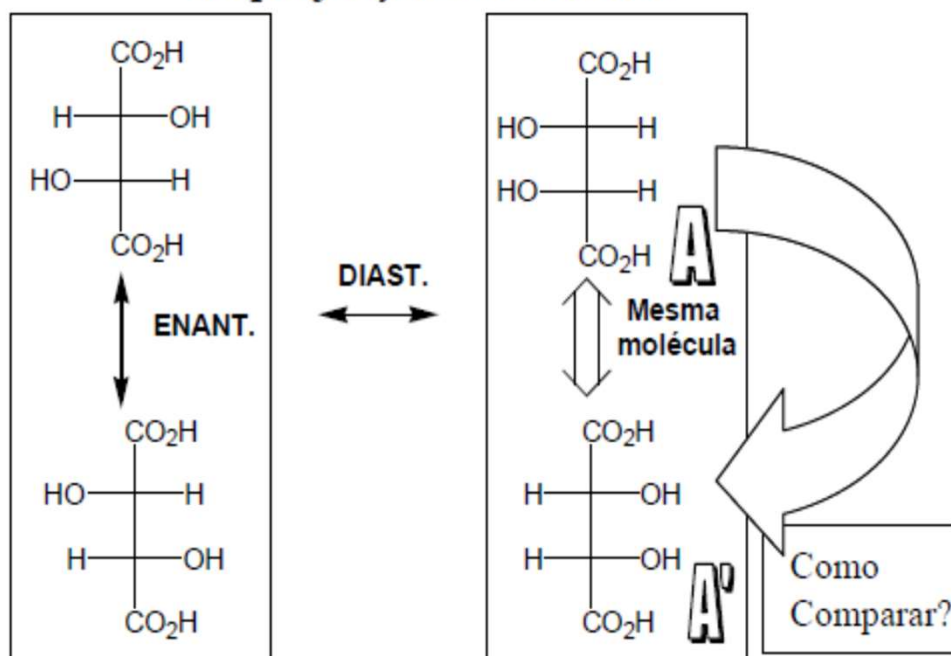 CO₂H
H OH
HO H
CO₂H
ENANT.
CO₂H
HO H
H OH
CO₂H
DIAST.
CO₂H
HO H
HO H
CO₂H
A
Mesma
molécula
CO₂H
H OH
H OH
CO₂H
A'
Como
Comparar?